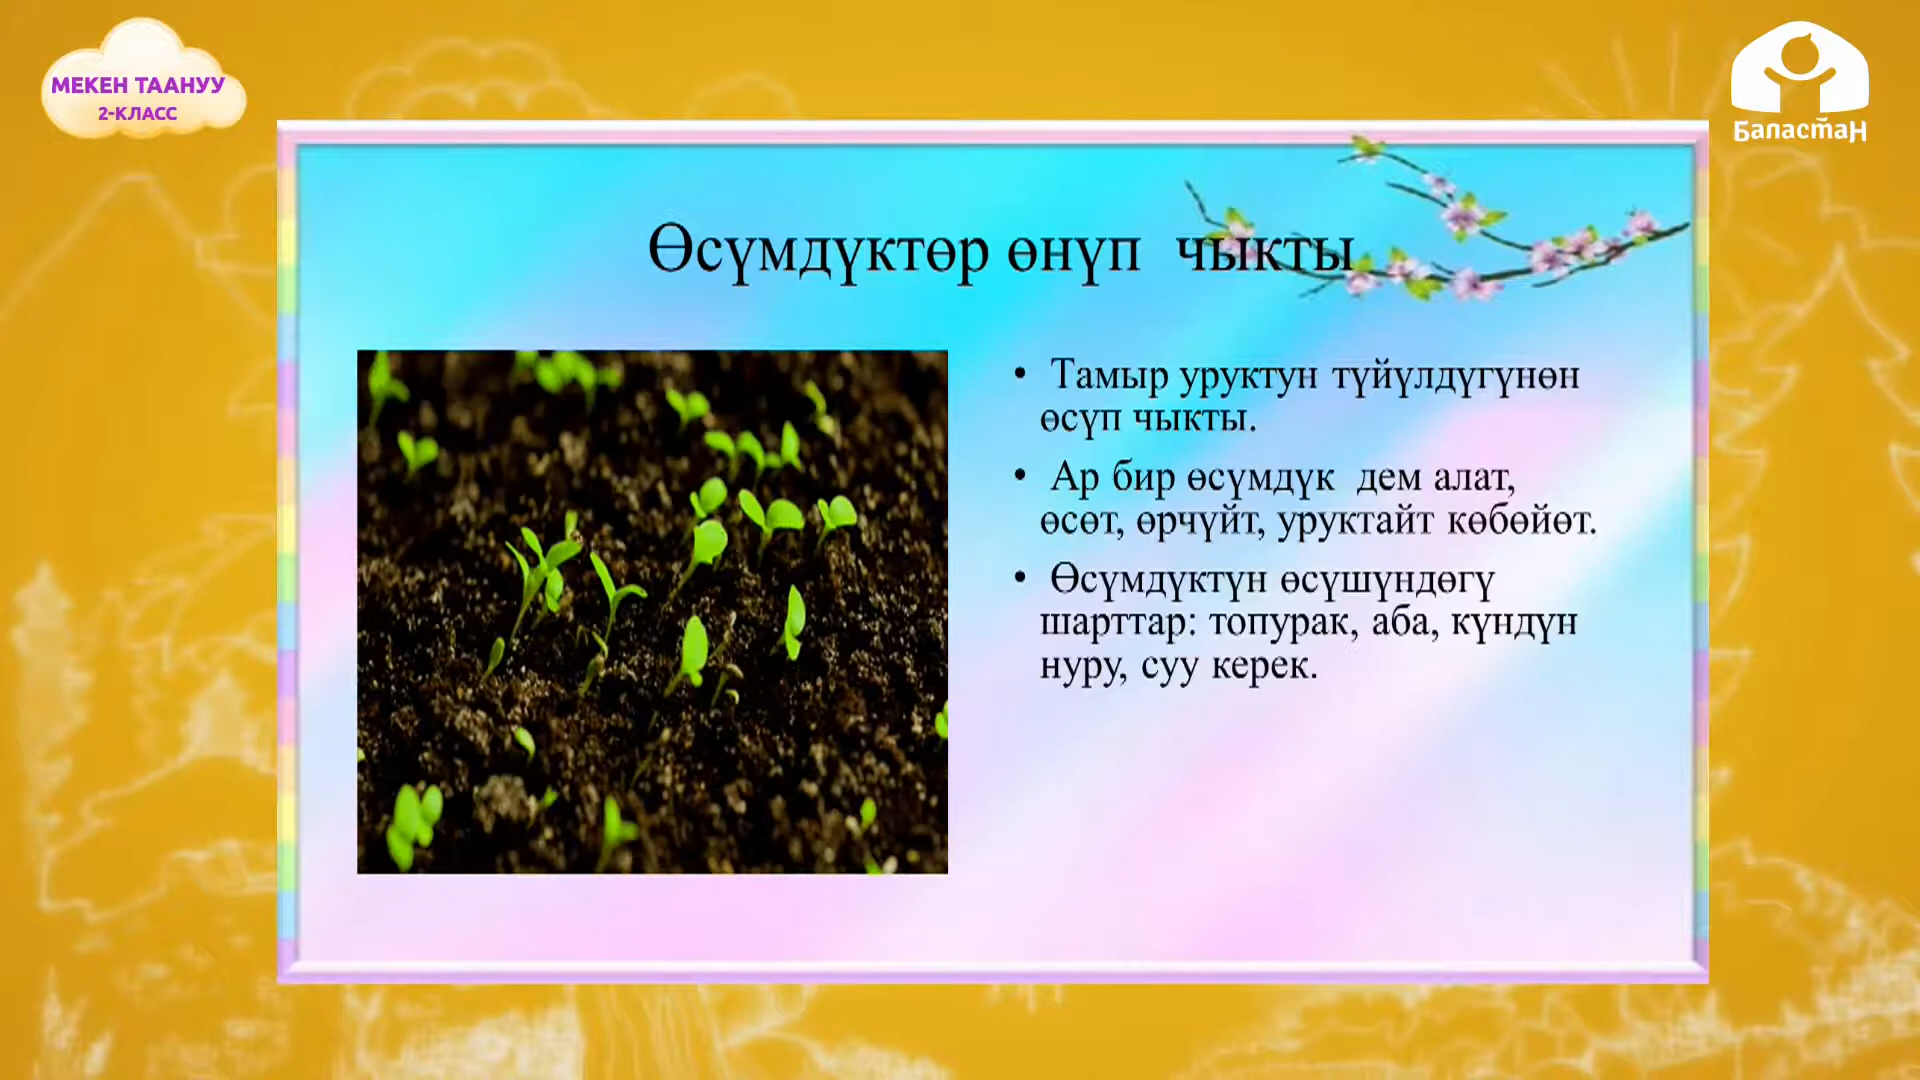 МЕКЕН ТААНУУ
2-КЛАСС
Баластан
Өсүмдүктөр өнүп чыкты
• Тамыр уруктун түйүлдүгүнөн
өсүп чыкты.
• Ар бир өсүмдүк дем алат,
өсөт, өрчүйт, уруктайт көбөйөт.
• Өсүмдүктүн өсүшүндөгү
шарттар: топурак, аба, күндүн
нуру, суу керек.